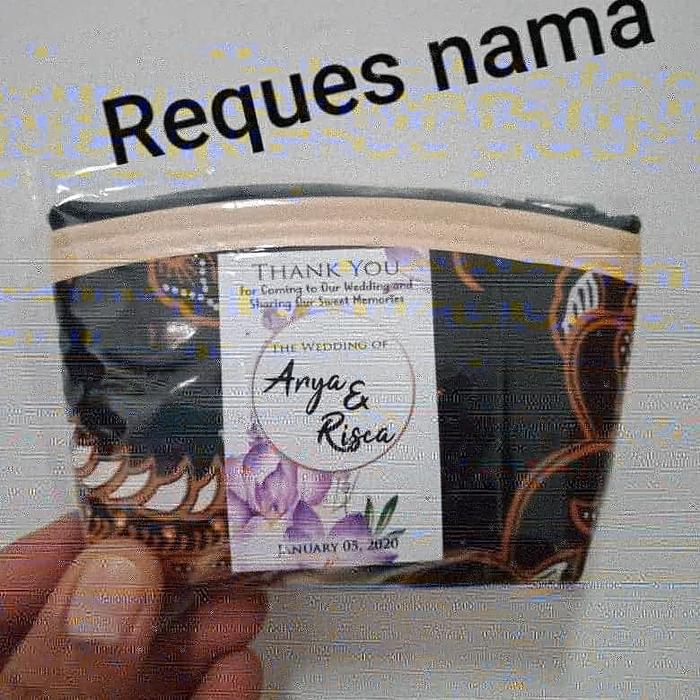 Reques nama
THANK YOU
For Coming to Our Wedding and
Sharing Our Sweet Memories
THE WEDDING OF
Arya
&
Risca
JANUARY 05, 2020